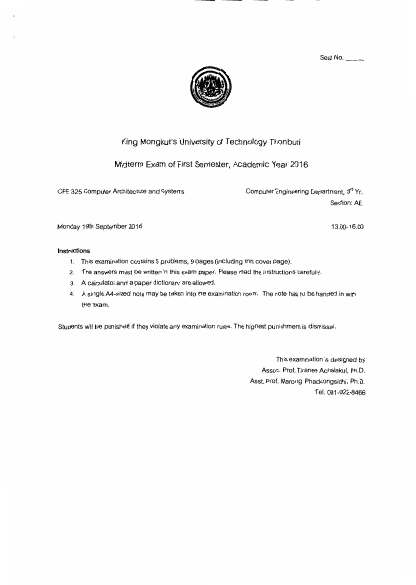 Seat No. _____
King Mongkut's University of Technology Thonburi
Midterm Exam of First Semester, Academic Year 2016
CPE 325 Computer Architecture and Systems
Computer Engineering Department, 3rd Yr.
Section: AE
Monday 19th September 2016
13.00-16.00
Instructions
1. This examination contains 5 problems, 9 pages (including this cover page).
2. The answers must be written in this exam paper. Please read the instructions carefully.
3. A calculator and a paper dictionary are allowed.
4. A single A4-sized note may be taken into the examination room. The note has to be handed in with
the exam.
Students will be punished if they violate any examination rules. The highest punishment is dismissal.
This examination is designed by
Assoc. Prof. Tiranee Achalakul, Ph.D.
Asst. Prof. Marong Phadoongsidhi, Ph.D.
Tel. 081-922-8466